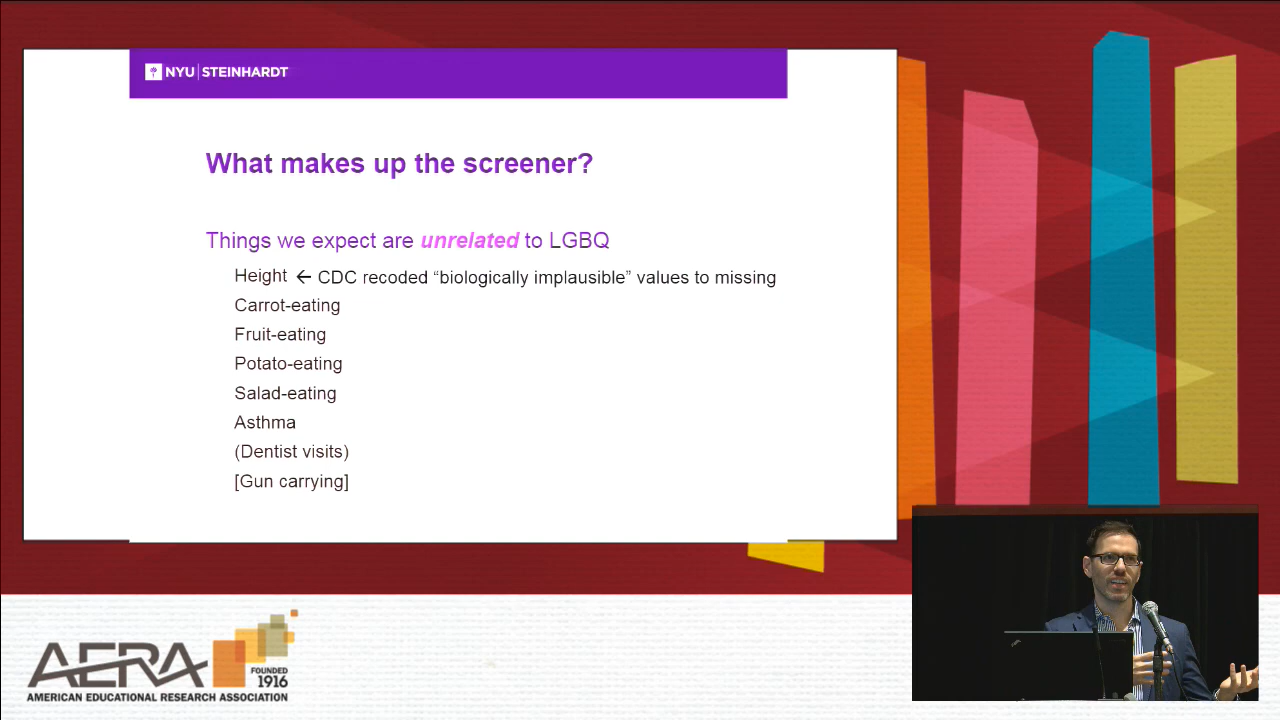 NYU | STEINHARDT
What makes up the screener?
Things we expect are unrelated to LGBQ
Height ← CDC recoded “biologically implausible” values to missing
Carrot-eating
Fruit-eating
Potato-eating
Salad-eating
Asthma
(Dentist visits)
[Gun carrying]
AERA
FOUNDED
1916
AMERICAN EDUCATIONAL RESEARCH ASSOCIATION